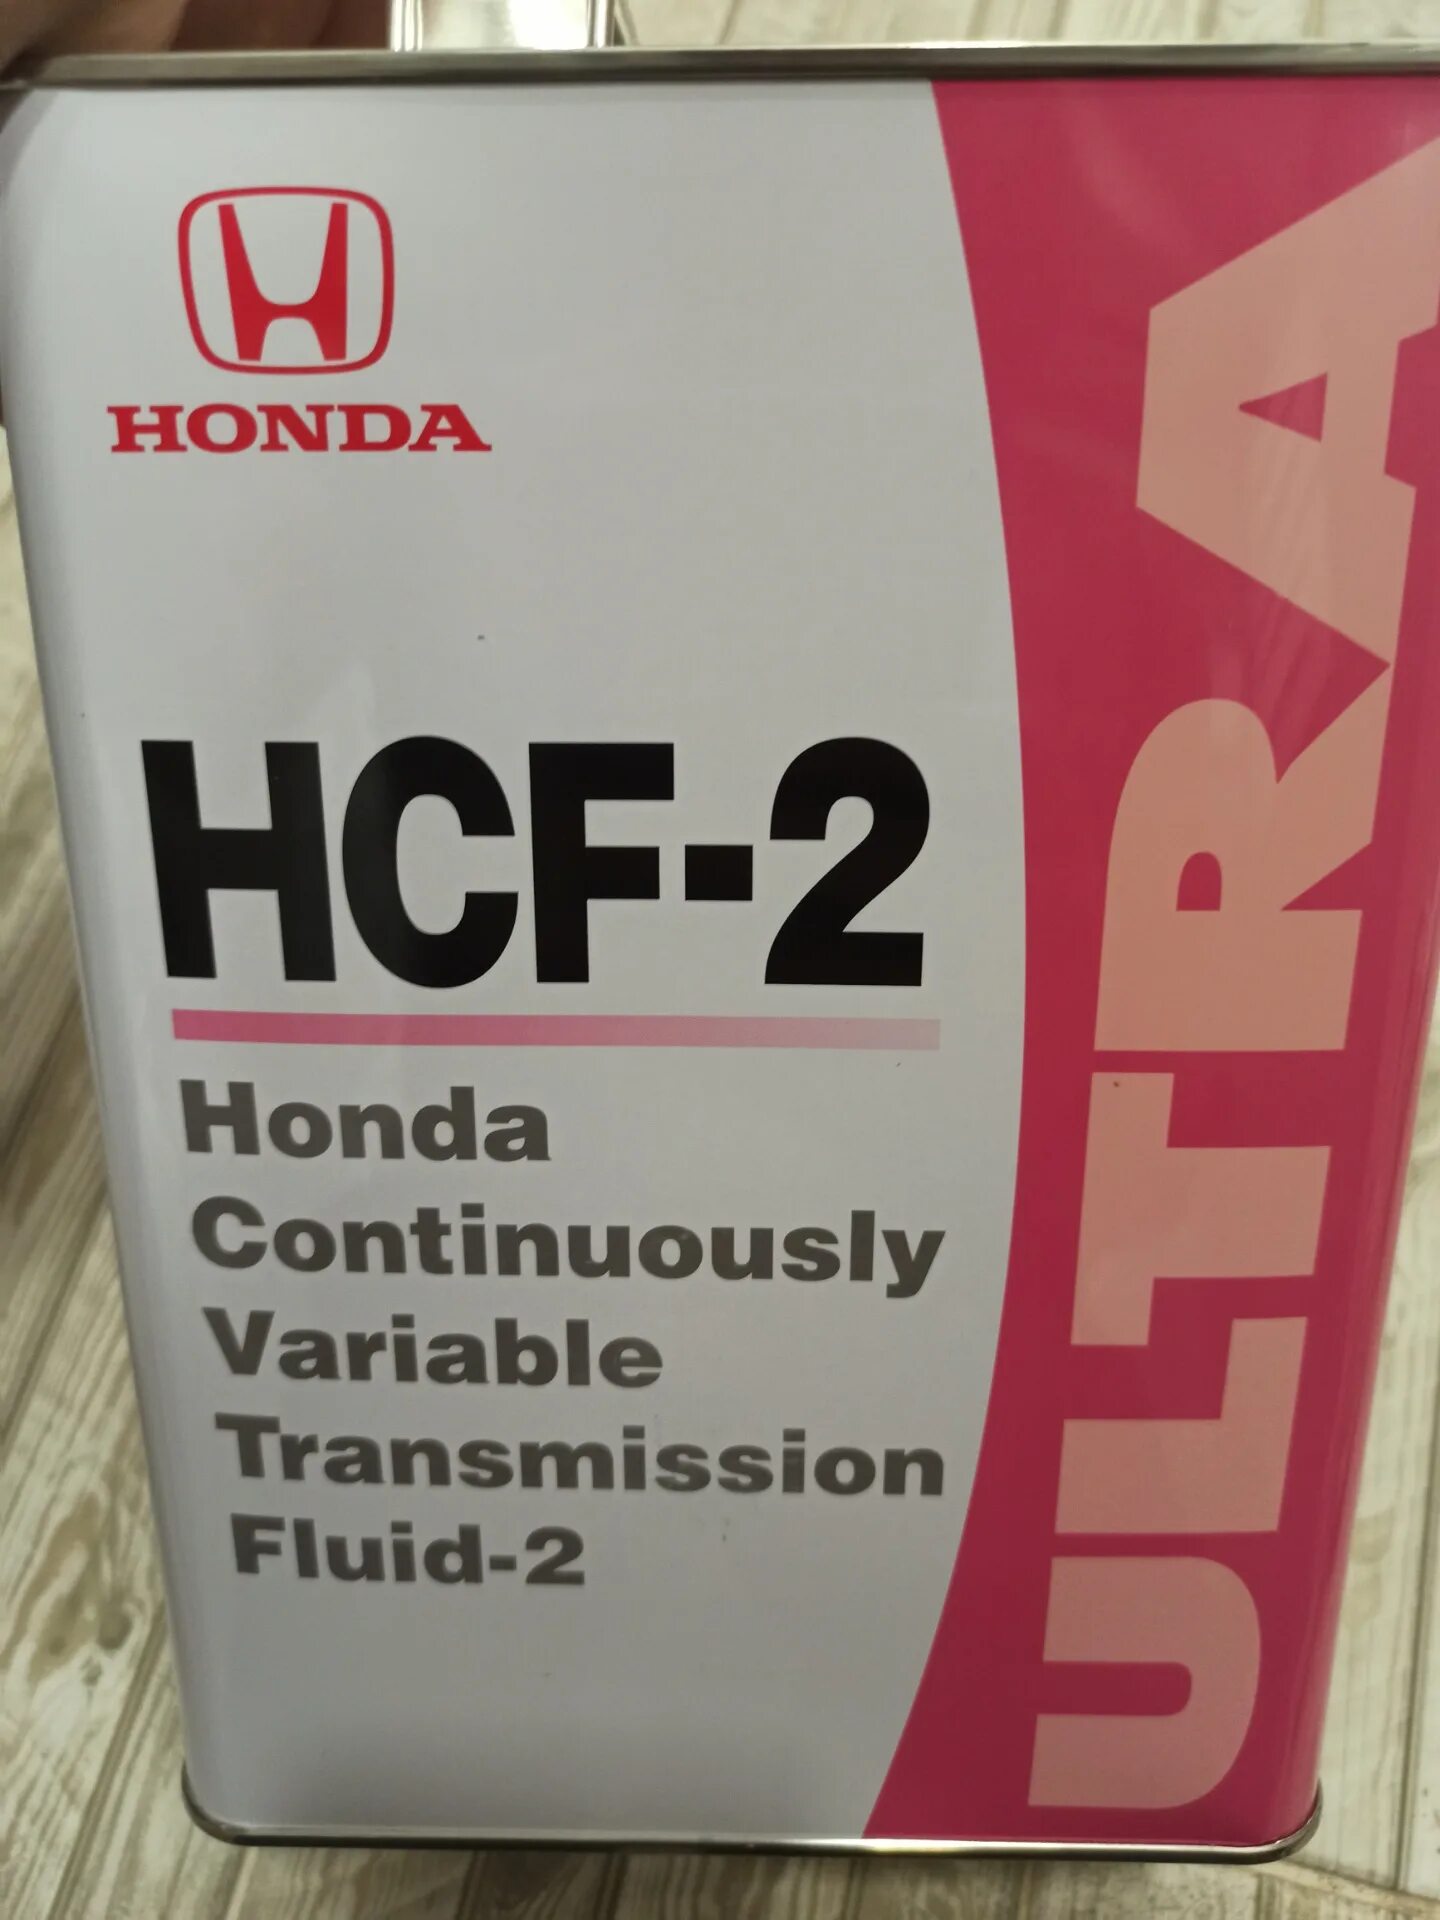 HONDA
HCF-2
Honda
Continuously
Variable
Transmission
Fluid-2
ULTRA